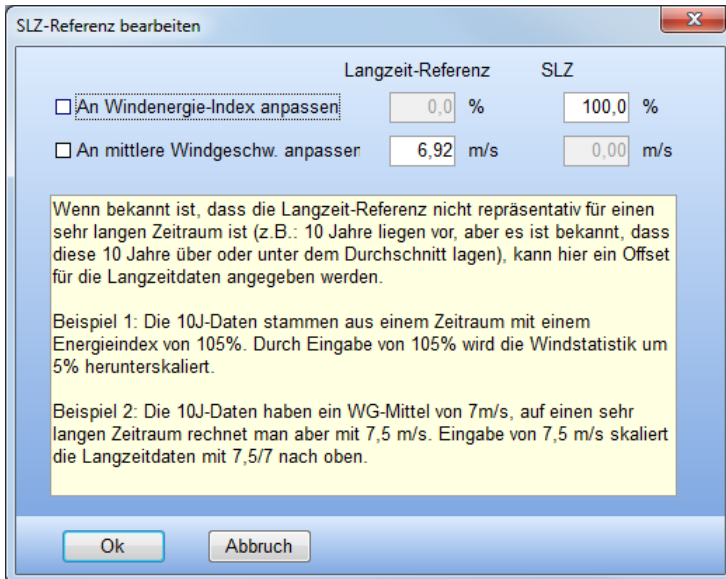 SLZ-Referenz bearbeiten
Langzeit-Referenz SLZ
An Windenergie-Index anpassen 0,0 % 100,0 %
An mittlere Windgeschw. anpassen 6,92 m/s 0,00 m/s
Wenn bekannt ist, dass die Langzeit-Referenz nicht repräsentativ für einen
sehr langen Zeitraum ist (z.B.: 10 Jahre liegen vor, aber es ist bekannt, dass
diese 10 Jahre über oder unter dem Durchschnitt lagen), kann hier ein Offset
für die Langzeitdaten angegeben werden.
Beispiel 1: Die 10J-Daten stammen aus einem Zeitraum mit einem
Energieindex von 105%. Durch Eingabe von 105% wird die Windstatistik um
5% herunterskaliert.
Beispiel 2: Die 10J-Daten haben ein WG-Mittel von 7m/s, auf einen sehr
langen Zeitraum rechnet man aber mit 7,5 m/s. Eingabe von 7,5 m/s skaliert
die Langzeitdaten mit 7,5/7 nach oben.
Ok Abbruch